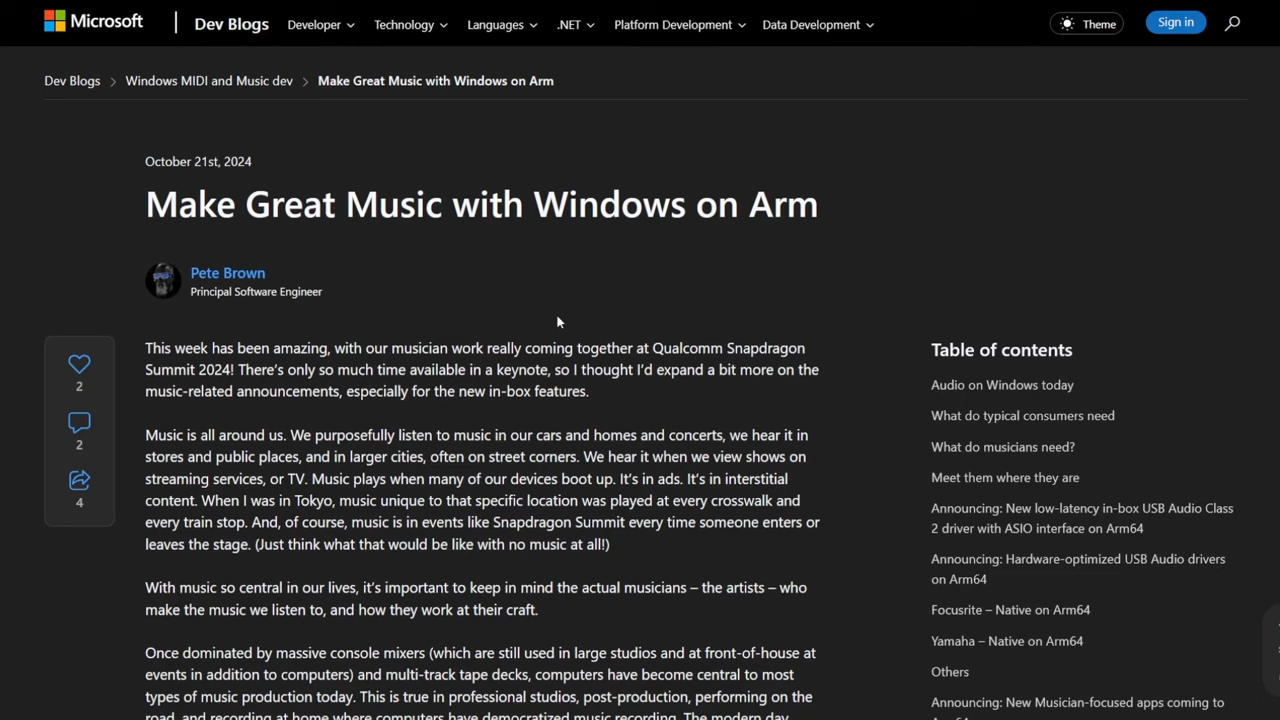 Microsoft
Dev Blogs
Developer
Technology
Languages
.NET
Platform Development
Data Development
Theme
Sign in
Dev Blogs > Windows MIDI and Music dev > Make Great Music with Windows on Arm
October 21st, 2024
Make Great Music with Windows on Arm
Pete Brown
Principal Software Engineer
2
2
4
This week has been amazing, with our musician work really coming together at Qualcomm Snapdragon
Summit 2024! There's only so much time available in a keynote, so I thought I'd expand a bit more on the
music-related announcements, especially for the new in-box features.
Music is all around us. We purposefully listen to music in our cars and homes and concerts, we hear it in
stores and public places, and in larger cities, often on street corners. We hear it when we view shows on
streaming services, or TV. Music plays when many of our devices boot up. It's in ads. It's in interstitial
content. When I was in Tokyo, music unique to that specific location was played at every crosswalk and
every train stop. And, of course, music is in events like Snapdragon Summit every time someone enters or
leaves the stage. (Just think what that would be like with no music at all!)
With music so central in our lives, it's important to keep in mind the actual musicians – the artists – who
make the music we listen to, and how they work at their craft.
Once dominated by massive console mixers (which are still used in large studios and at front-of-house at
events in addition to computers) and multi-track tape decks, computers have become central to most
types of music production today. This is true in professional studios, post-production, performing on the
road, and recording at home where computers have democratized music recording. The modern day
Table of contents
Audio on Windows today
What do typical consumers need
What do musicians need?
Meet them where they are
Announcing: New low-latency in-box USB Audio Class
2 driver with ASIO interface on Arm64
Announcing: Hardware-optimized USB Audio drivers
on Arm64
Focusrite – Native on Arm64
Yamaha – Native on Arm64
Others
Announcing: New Musician-focused apps coming to